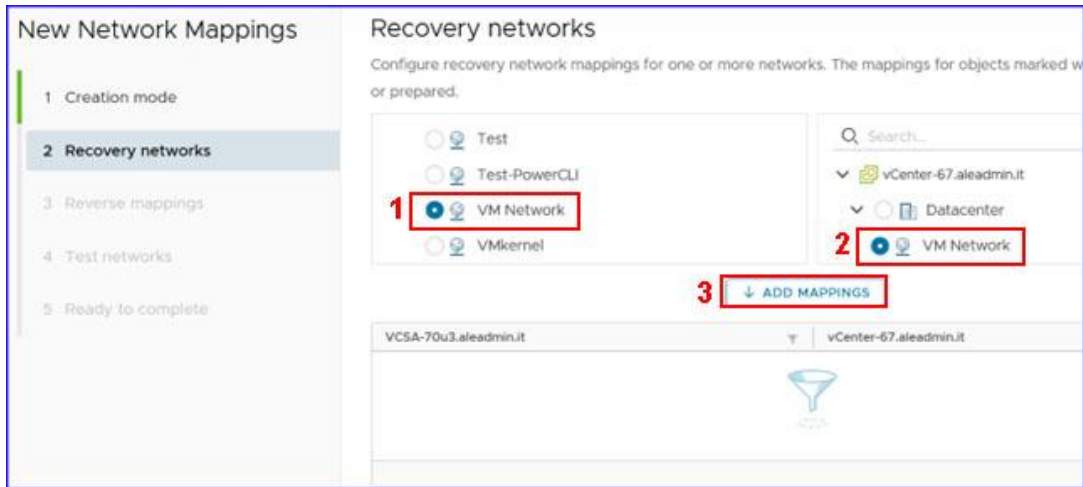 New Network Mappings
1 Creation mode
2 Recovery networks
3 Reverse mappings
4 Test networks
5 Ready to complete
Recovery networks
Configure recovery network mappings for one or more networks. The mappings for objects marked w
or prepared.
Test
Test-PowerCLI
1 VM Network
VMkernel
Search...
vCenter-67.aleadmin.it
Datacenter
2 VM Network
3 ↓ ADD MAPPINGS
VCSA-70u3.aleadmin.it
vCenter-67.aleadmin.it